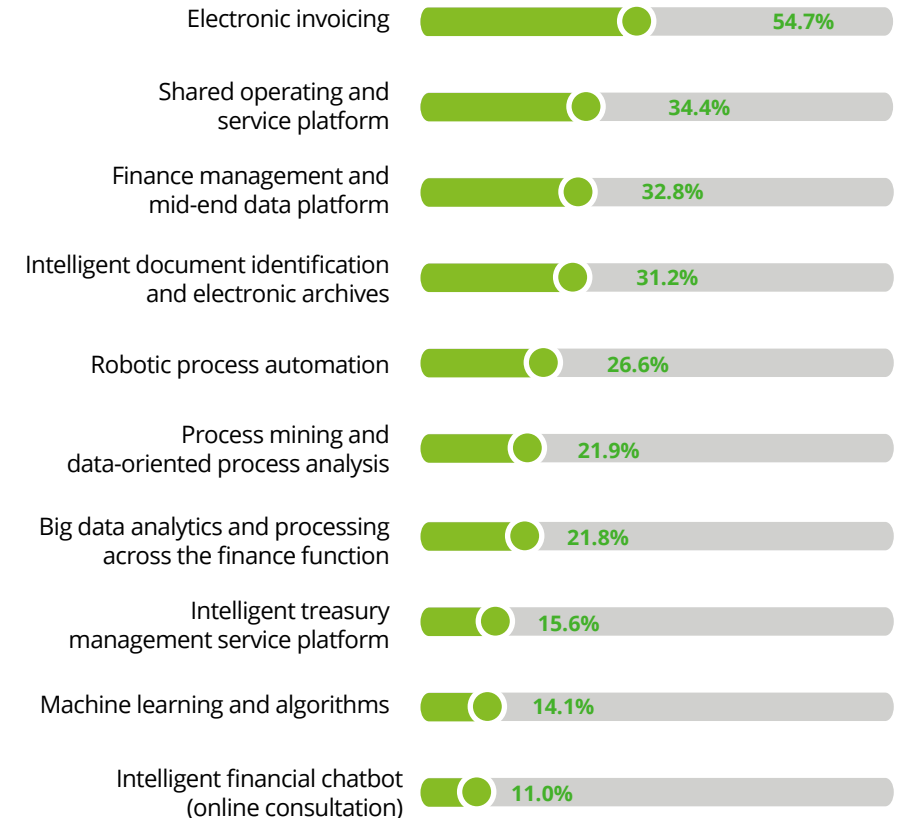 Electronic invoicing
54.7%
Shared operating and
service platform
34.4%
Finance management and
mid-end data platform
32.8%
Intelligent document identification
and electronic archives
31.2%
Robotic process automation
26.6%
Process mining and
data-oriented process analysis
21.9%
Big data analytics and processing
across the finance function
21.8%
Intelligent treasury
management service platform
15.6%
Machine learning and algorithms
14.1%
Intelligent financial chatbot
(online consultation)
11.0%